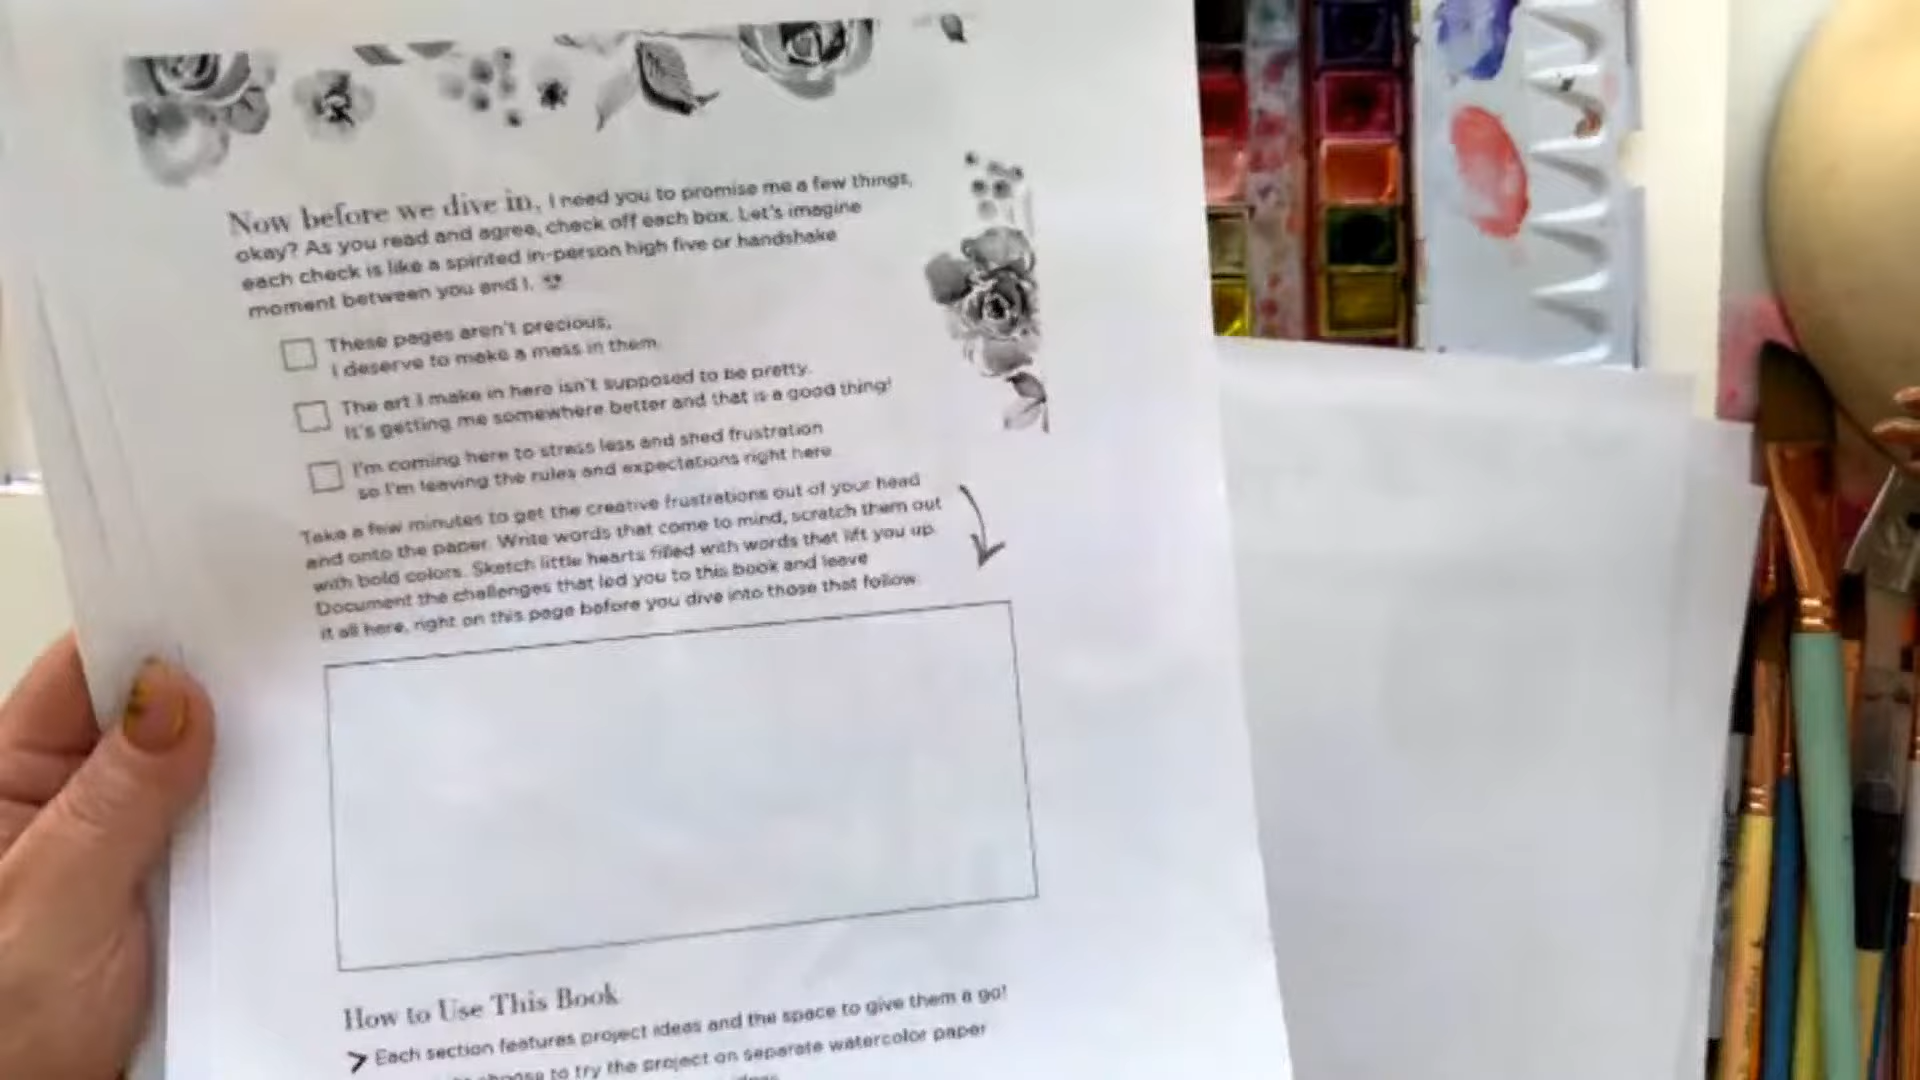 Now before we dive in, I need you to promise me a few things,
okay? As you read and agree, check off each box. Let's imagine
each check is like a spirited in-person high five or handshake
moment between you and I.
These pages aren't precious,
I deserve to make a mess in them.
The art I make in here isn't supposed to be pretty.
It's getting me somewhere better and that is a good thing!
I'm coming here to stress less and shed frustration
so I'm leaving the rules and expectations right here.
Take a few minutes to get the creative frustrations out of your head
and onto the paper. Write words that come to mind, scratch them out
with bold colors. Sketch little hearts filled with words that lift you up.
Document the challenges that led you to this book and leave
it all here, right on this page before you dive into those that follow.
How to Use This Book
Each section features project ideas and the space to give them a go!
choose to try the project on separate watercolor paper